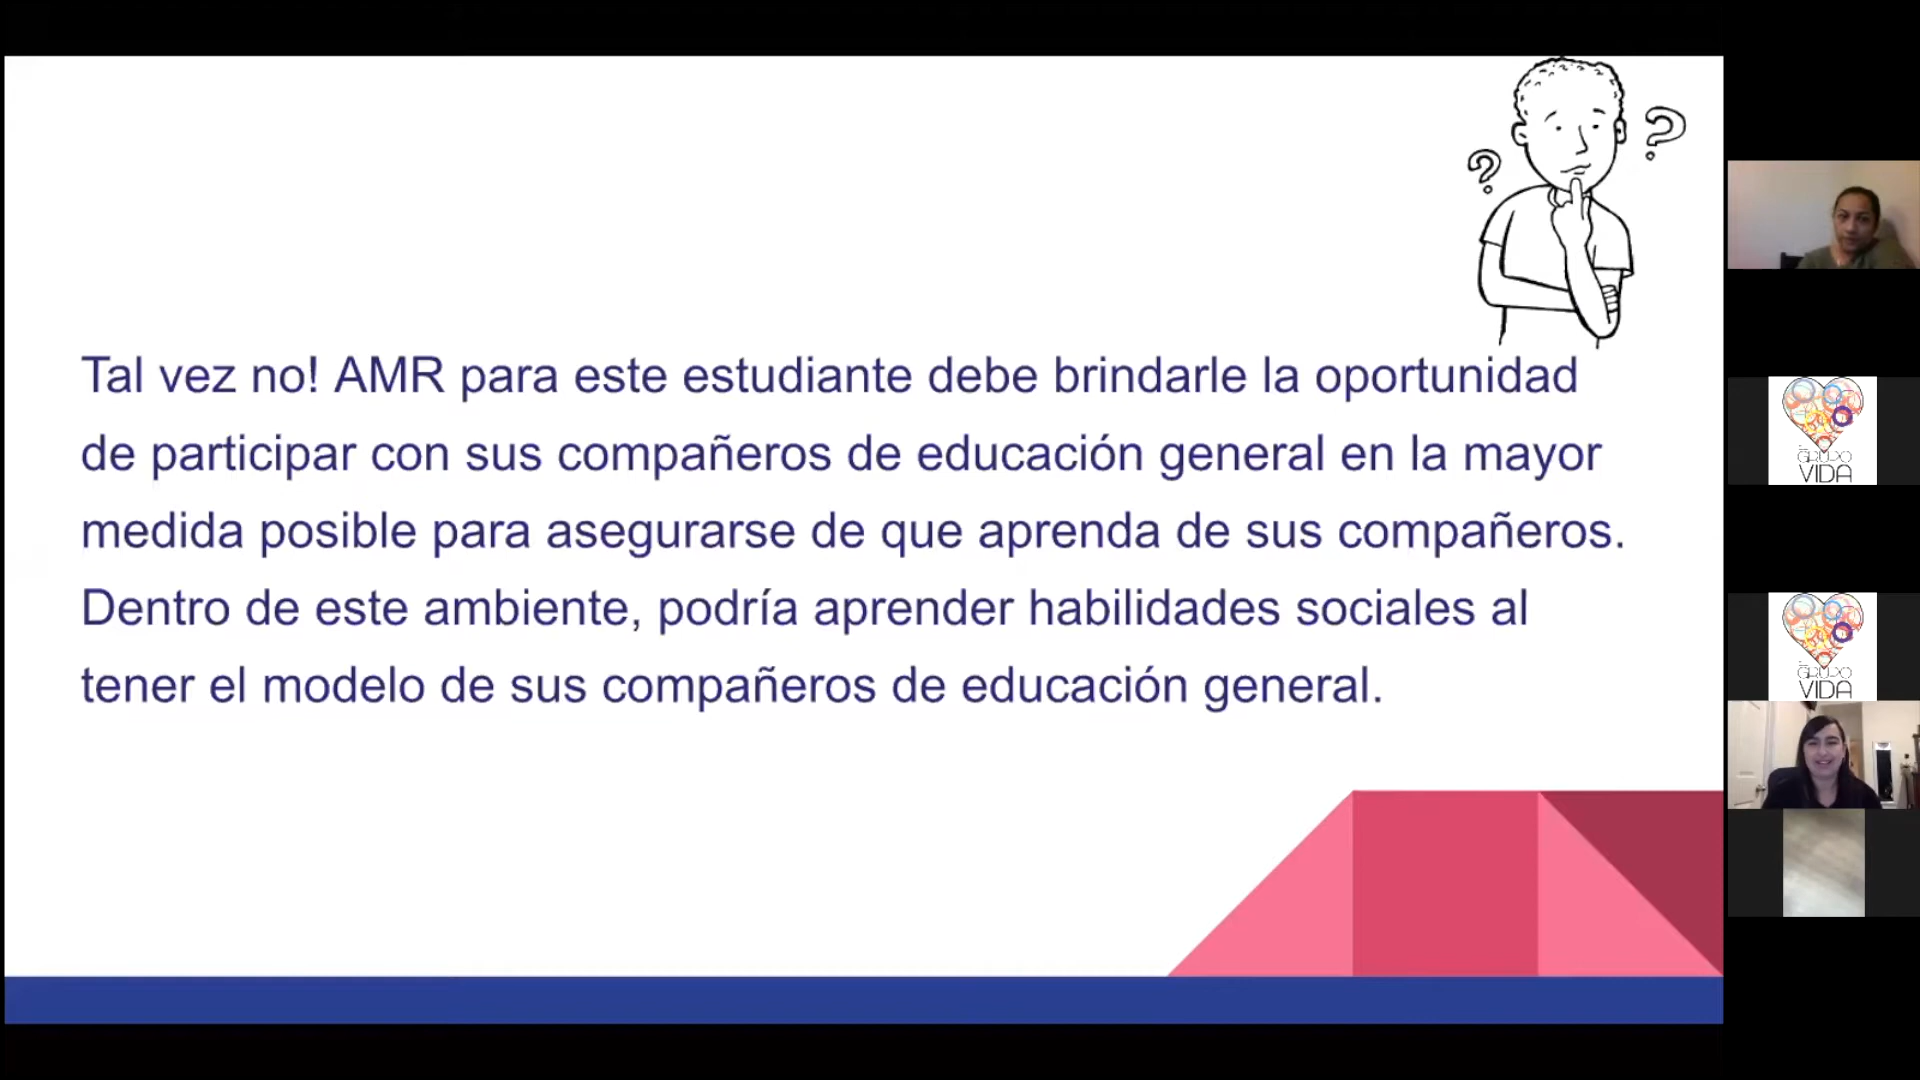 Tal vez no! AMR para este estudiante debe brindarle la oportunidad
de participar con sus compañeros de educación general en la mayor
medida posible para asegurarse de que aprenda de sus compañeros.
Dentro de este ambiente, podría aprender habilidades sociales al
tener el modelo de sus compañeros de educación general.
? ?
GRUPO
VIDA
GRUPO
VIDA